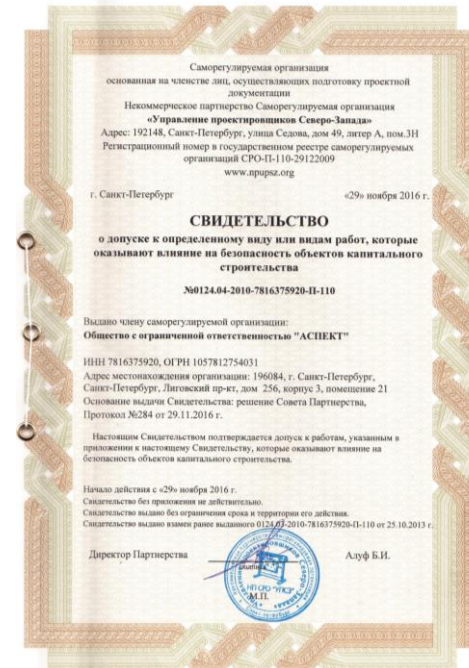 Саморегулируемая организация
основанная на членстве лиц, осуществляющих подготовку проектной
документации
Некоммерческое партнерство Саморегулируемая организация
«Управление проектировщиков Северо-Запада»
Адрес: 192148, Санкт-Петербург, улица Седова, дом 49, литер А, пом.3Н
Регистрационный номер в государственном реестре саморегулируемых
организаций СРО-П-110-29122009
www.npupsz.org
г. Санкт-Петербург «29» ноября 2016 г.
СВИДЕТЕЛЬСТВО
о допуске к определенному виду или видам работ, которые
оказывают влияние на безопасность объектов капитального
строительства
№0124.04-2010-7816375920-П-110
Выдано члену саморегулируемой организации:
Общество с ограниченной ответственностью "АСПЕКТ"
ИНН 7816375920, ОГРН 1057812754031
Адрес местонахождения организации: 196084, г. Санкт-Петербург,
Санкт-Петербург, Лиговский пр-кт, дом 256, корпус 3, помещение 21
Основание выдачи Свидетельства: решение Совета Партнерства,
Протокол №284 от 29.11.2016 г.
Настоящим Свидетельством подтверждается допуск к работам, указанным в
приложении к настоящему Свидетельству, которые оказывают влияние на
безопасность объектов капитального строительства.
Начало действия с «29» ноября 2016 г.
Свидетельство без приложения не действительно.
Свидетельство выдано без ограничения срока и территории его действия.
Свидетельство выдано взамен ранее выданного 0124.03-2010-7816375920-П-110 от 25.10.2013 г.
Директор Партнерства Алуф Б.И.
подпись
НП СРО "УПСЗ"
М.П.